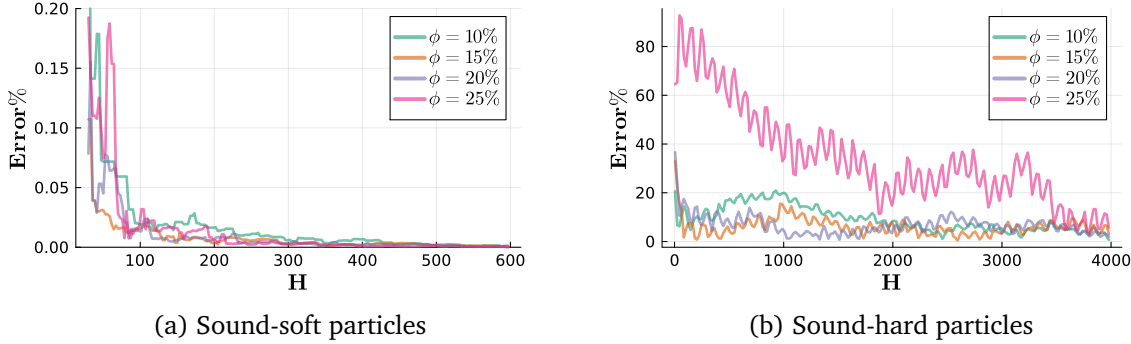 0.20
0.15
0.10
0.05
0.00
Error%
100
200
300
400
500
600
H
ϕ = 10%
ϕ = 15%
ϕ = 20%
ϕ = 25%
(a) Sound-soft particles
80
60
40
20
0
Error%
0
1000
2000
3000
4000
H
ϕ = 10%
ϕ = 15%
ϕ = 20%
ϕ = 25%
(b) Sound-hard particles